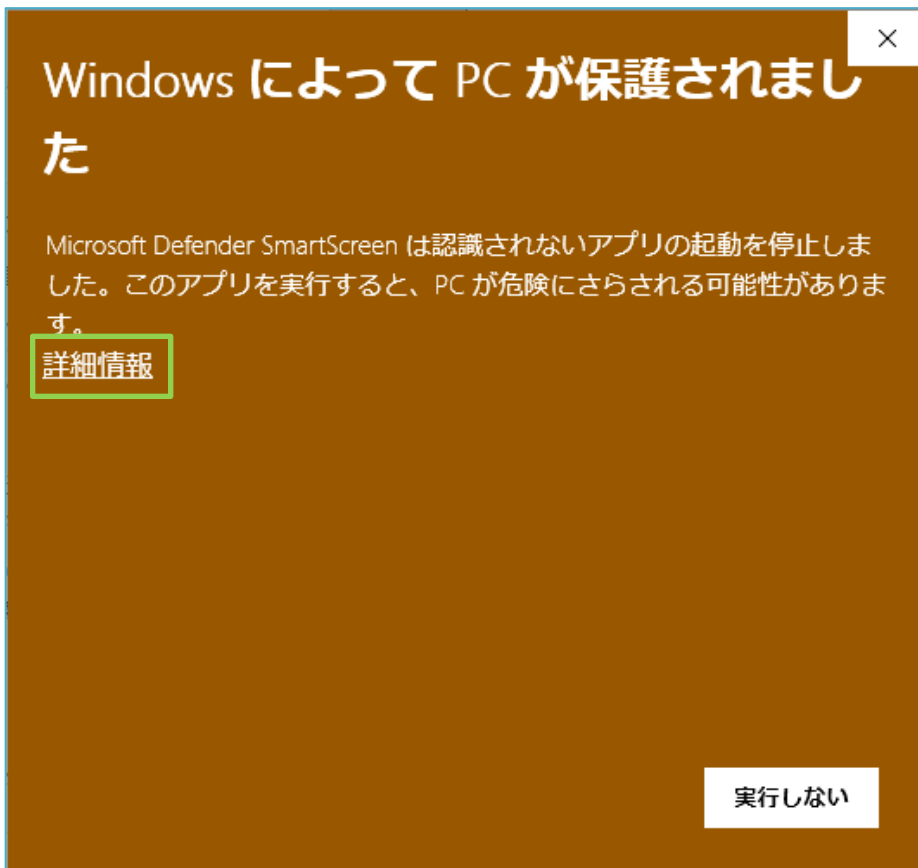 Windows によって PC が保護されまし
た
Microsoft Defender SmartScreen は認識されないアプリの起動を停止しま
した。このアプリを実行すると、PC が危険にさらされる可能性がありま
す。
詳細情報
実行しない